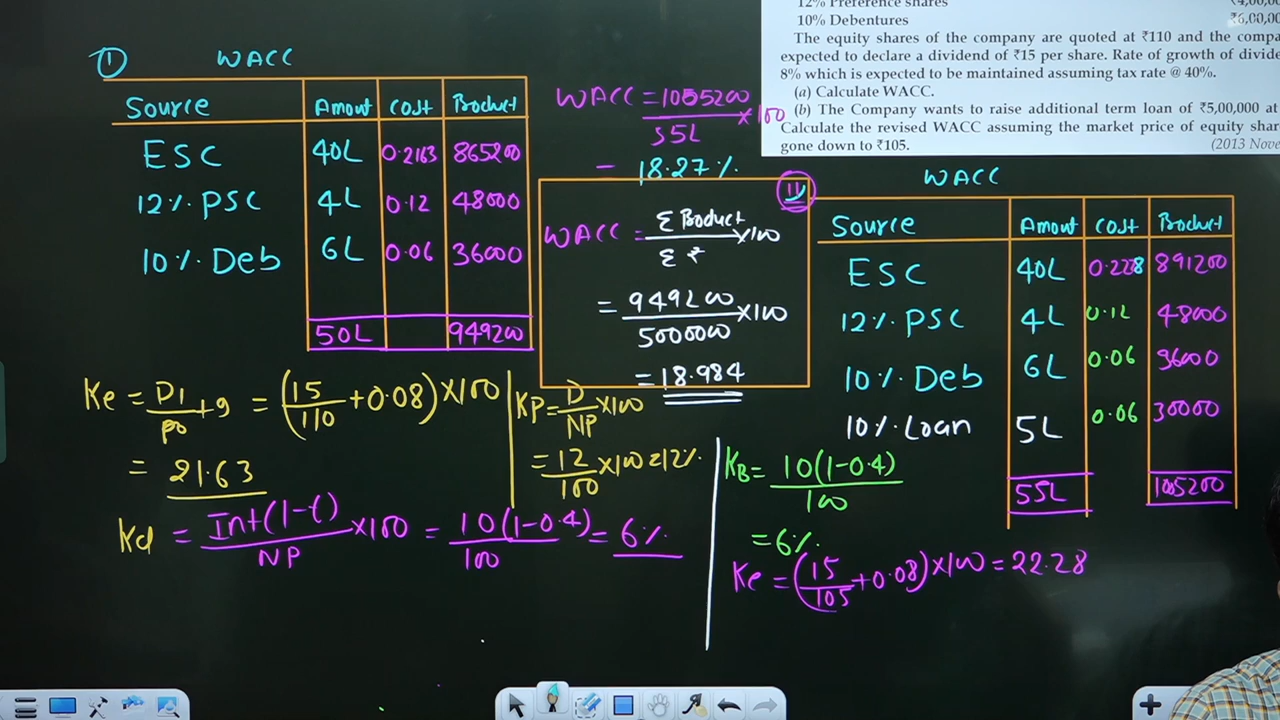 12% Preference shares ₹4,00,00
10% Debentures ₹6,00,00
The equity shares of the company are quoted at ₹110 and the compa
expected to declare a dividend of ₹15 per share. Rate of growth of divide
8% which is expected to be maintained assuming tax rate @ 40%.
(a) Calculate WACC.
(b) The Company wants to raise additional term loan of ₹5,00,000 at
Calculate the revised WACC assuming the market price of equity shar
gone down to ₹105. (2013 Nove
① WACC
Source Amount Cost Product
ESC 40L 0.2163 865200
12% PSC 4L 0.12 48000
10% Deb 6L 0.06 36000
50L 949200
Ke = D1/P0 + g = (15/110 + 0.08) × 100
= 21.63
KP = D/NP × 100
= 12/100 × 100 = 12%
Kd = Int(1-t)/NP × 100 = 10(1-0.4)/100 = 6%
WACC = 1005200/55L × 100
= 18.27%
WACC = Σ Product/Σ ₹ × 100
= 949200/5000000 × 100
= 18.984
11 WACC
Source Amount Cost Product
ESC 40L 0.228 891200
12% PSC 4L 0.12 48000
10% Deb 6L 0.06 36000
10% Loan 5L 0.06 30000
55L 1005200
KB = 10(1-0.4)/100
= 6%
Ke = (15/105 + 0.08) × 100 = 22.28